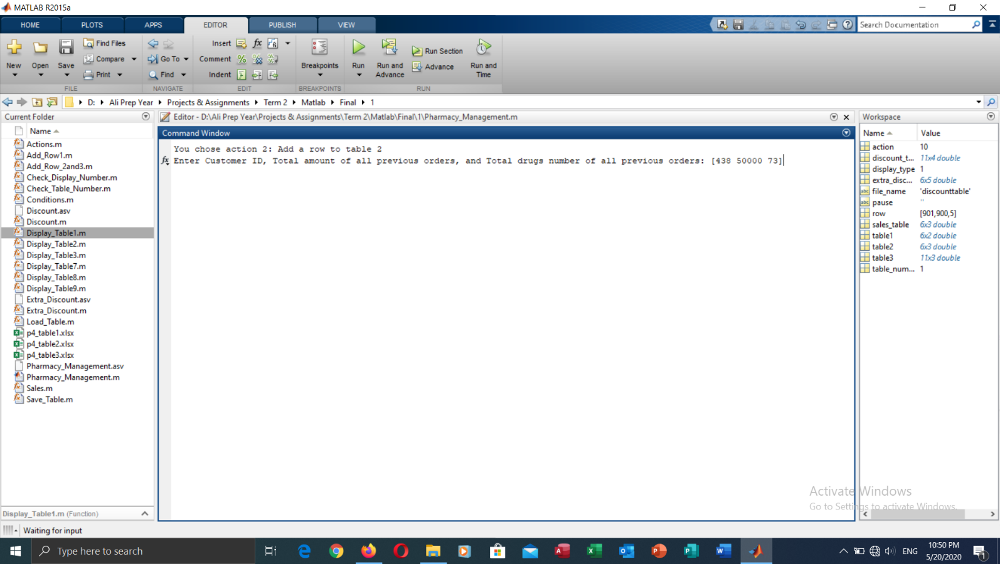 MATLAB R2015a
HOME PLOTS APPS EDITOR PUBLISH VIEW
Search Documentation
New Open Save
Find Files
Compare
Print
Go To
Find
Insert
Comment
Indent
fx
Breakpoints
Run
Run and Advance
Run Section
Advance
Run and Time
FILE NAVIGATE EDIT BREAKPOINTS RUN
D: Ali Prep Year Projects & Assignments Term 2 Matlab Final 1
Current Folder
Name
Actions.m
Add_Row1.m
Add_Row_2and3.m
Check_Display_Number.m
Check_Table_Number.m
Conditions.m
Discount.asv
Discount.m
Display_Table1.m
Display_Table2.m
Display_Table3.m
Display_Table7.m
Display_Table8.m
Display_Table9.m
Extra_Discount.asv
Extra_Discount.m
Load_Table.m
p4_table1.xlsx
p4_table2.xlsx
p4_table3.xlsx
Pharmacy_Management.asv
Pharmacy_Management.m
Sales.m
Save_Table.m
Display_Table1.m (Function)
Editor - D:\Ali Prep Year\Projects & Assignments\Term 2\Matlab\Final\1\Pharmacy_Management.m
Command Window
You chose action 2: Add a row to table 2
fx Enter Customer ID, Total amount of all previous orders, and Total drugs number of all previous orders: [438 50000 73]
Workspace
Name Value
action 10
discount_t... 11x4 double
display_type 1
extra_disc... 6x5 double
file_name 'discounttable'
pause ''
row [901,900,5]
sales_table 6x3 double
table1 6x2 double
table2 6x3 double
table3 11x3 double
table_num... 1
Activate Windows
Go to Settings to activate Windows.
Waiting for input
Type here to search
ENG
10:50 PM
5/20/2020
1